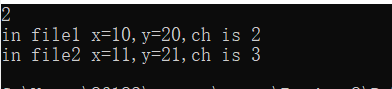 2
in file1 x=10,y=20,ch is 2
in file2 x=11,y=21,ch is 3